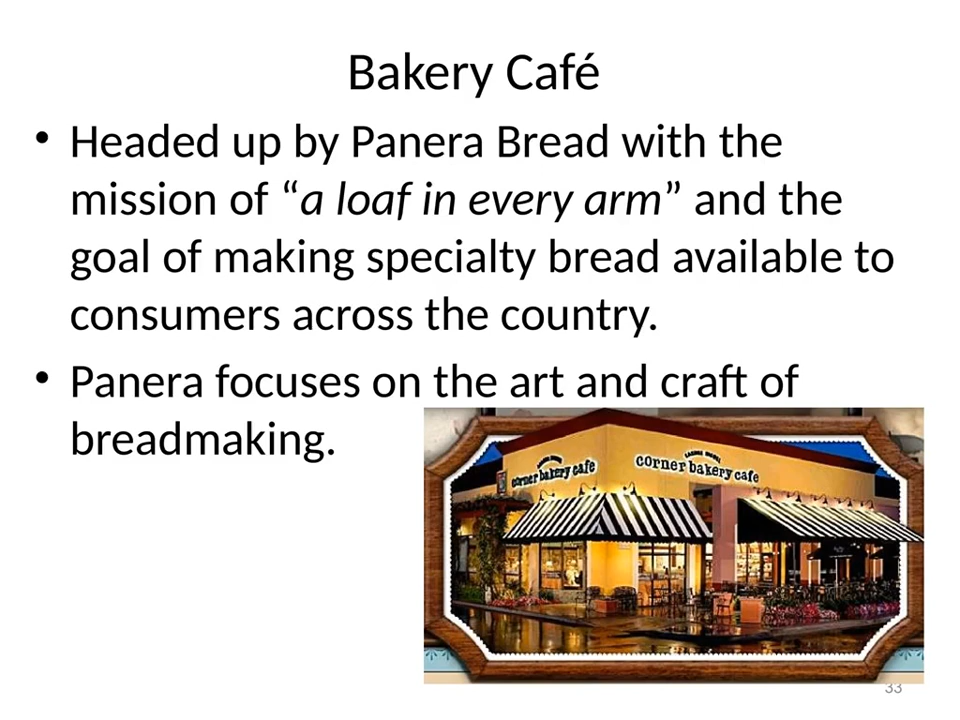 Bakery Café
• Headed up by Panera Bread with the
mission of “a loaf in every arm” and the
goal of making specialty bread available to
consumers across the country.
• Panera focuses on the art and craft of
breadmaking.
corner bakery cafe
corner bakery cafe
33